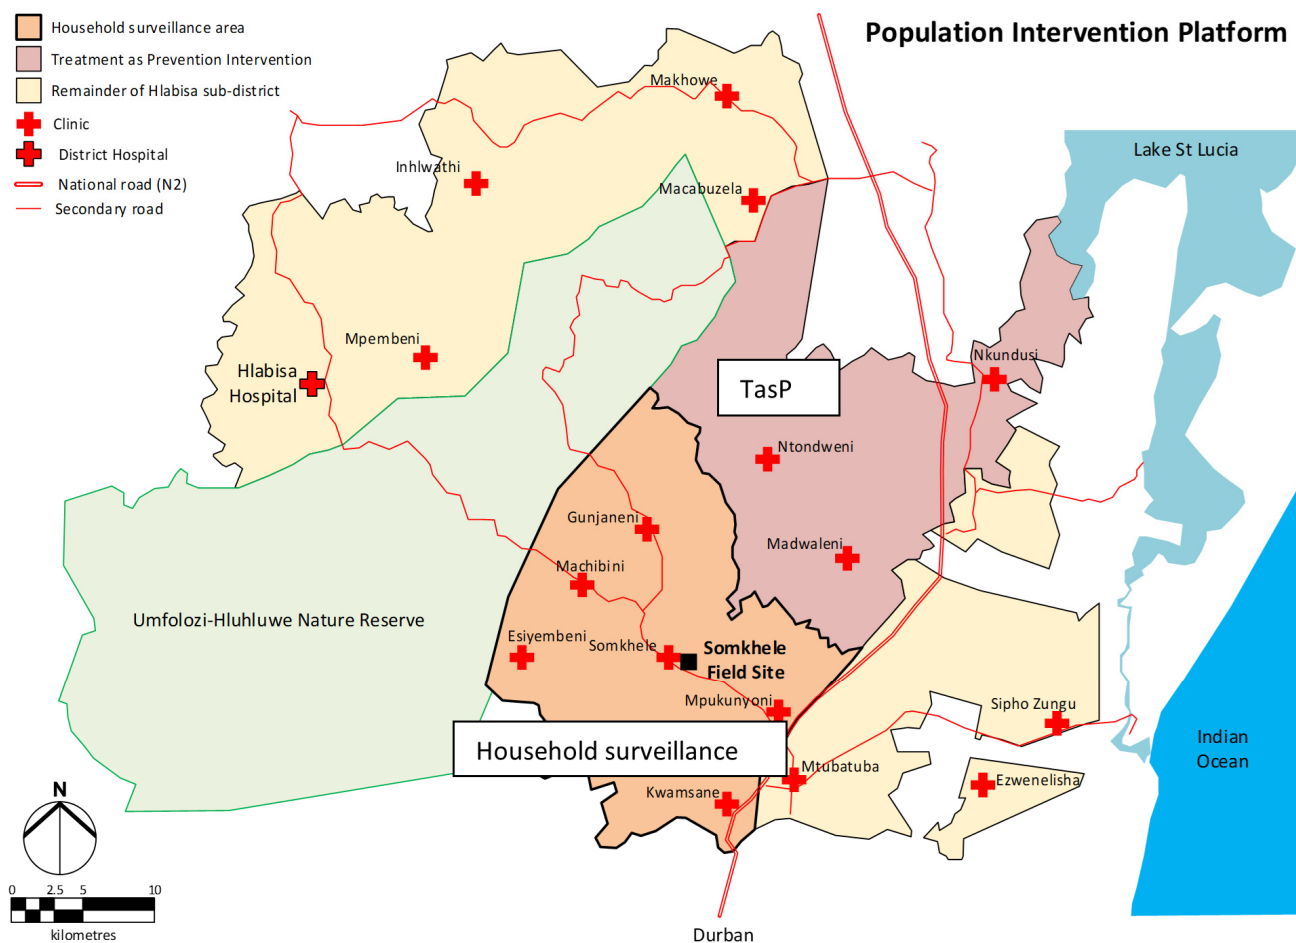 Population Intervention Platform
Household surveillance area
Treatment as Prevention Intervention
Remainder of Hlabisa sub-district
Clinic
District Hospital
National road (N2)
Secondary road
Makhowe
Lake St Lucia
Inhlwathi
Macabuzela
Mpembeni
Nkundusi
Hlabisa
Hospital
TasP
Ntondweni
Gunjaneni
Madwaleni
Machibini
Umfolozi-Hluhluwe Nature Reserve
Esiyembeni
Somkhele
Somkhele
Field Site
Mpukunyoni
Sipho Zungu
Indian
Ocean
Household surveillance
Mtubatuba
Ezwenelisha
Kwamsane
N
0 2.5 5 10
kilometres
Durban